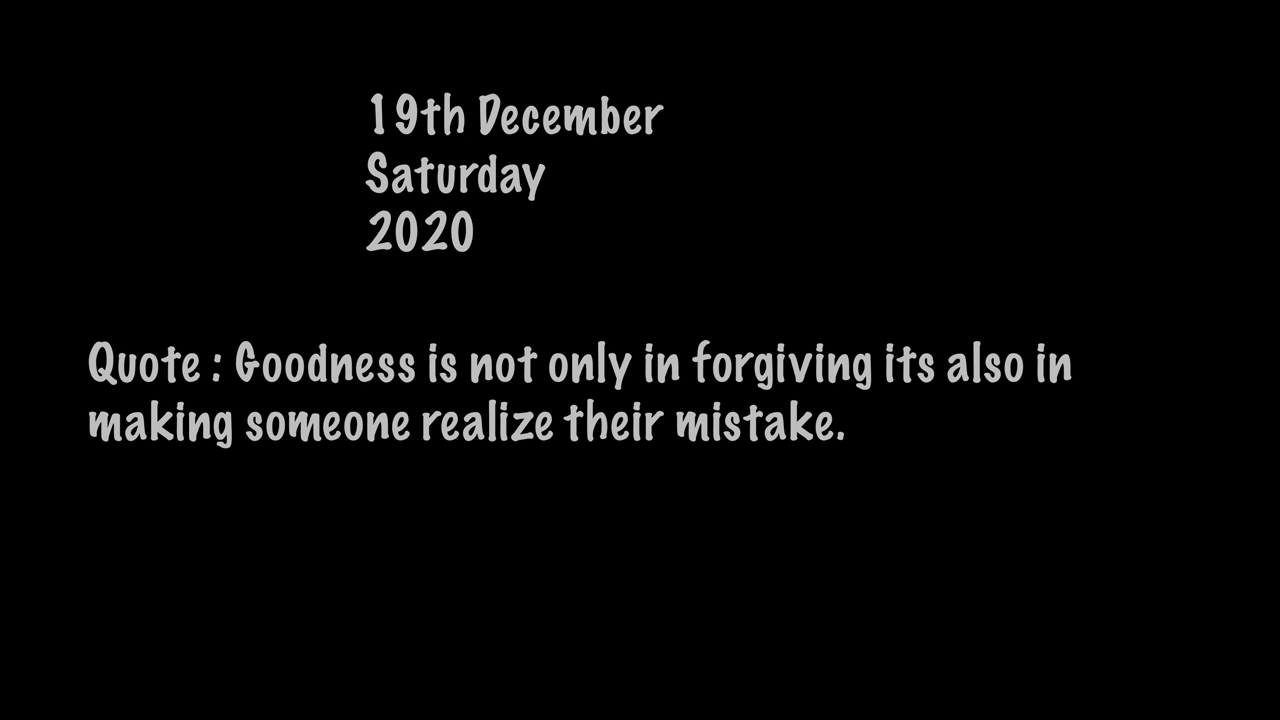 19th December
Saturday
2020
Quote : Goodness is not only in forgiving its also in
making someone realize their mistake.